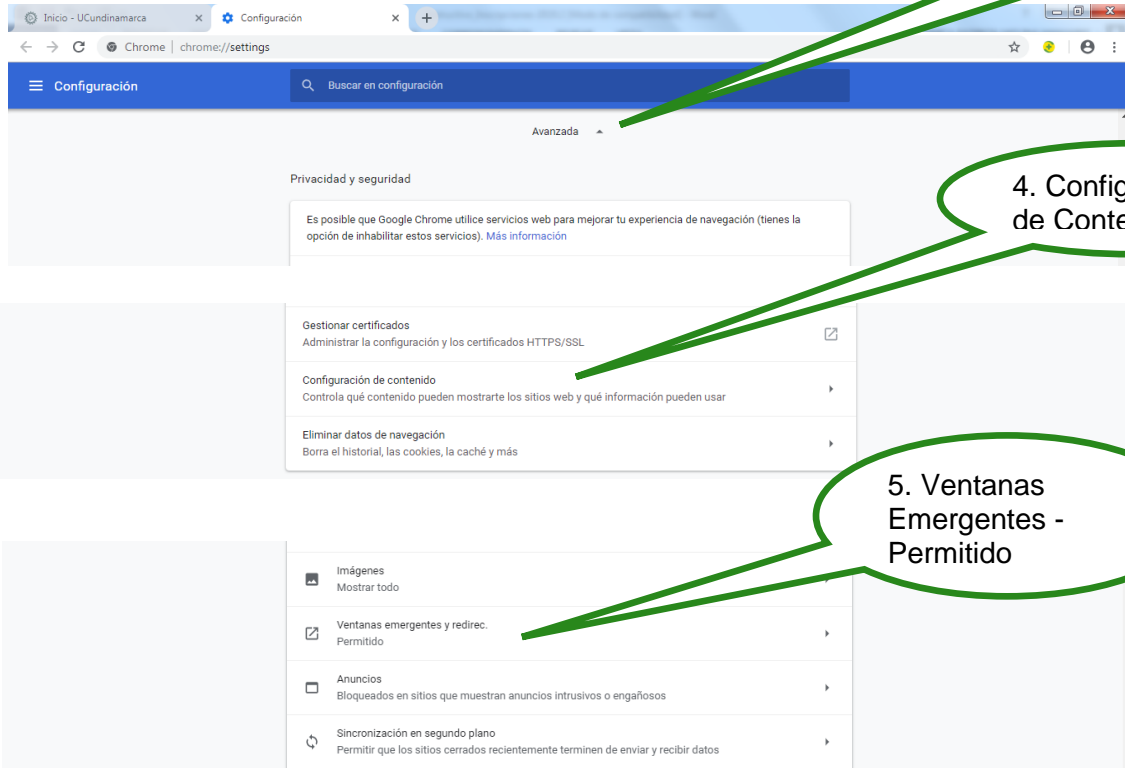 Inicio - UCundinamarca
Configuración
Chrome | chrome://settings
Configuración
Buscar en configuración
Avanzada
Privacidad y seguridad
Es posible que Google Chrome utilice servicios web para mejorar tu experiencia de navegación (tienes la
opción de inhabilitar estos servicios). Más información
4. Config
de Conte
Gestionar certificados
Administrar la configuración y los certificados HTTPS/SSL
Configuración de contenido
Controla qué contenido pueden mostrarte los sitios web y qué información pueden usar
Eliminar datos de navegación
Borra el historial, las cookies, la caché y más
5. Ventanas
Emergentes -
Permitido
Imágenes
Mostrar todo
Ventanas emergentes y redirec.
Permitido
Anuncios
Bloqueados en sitios que muestran anuncios intrusivos o engañosos
Sincronización en segundo plano
Permitir que los sitios cerrados recientemente terminen de enviar y recibir datos